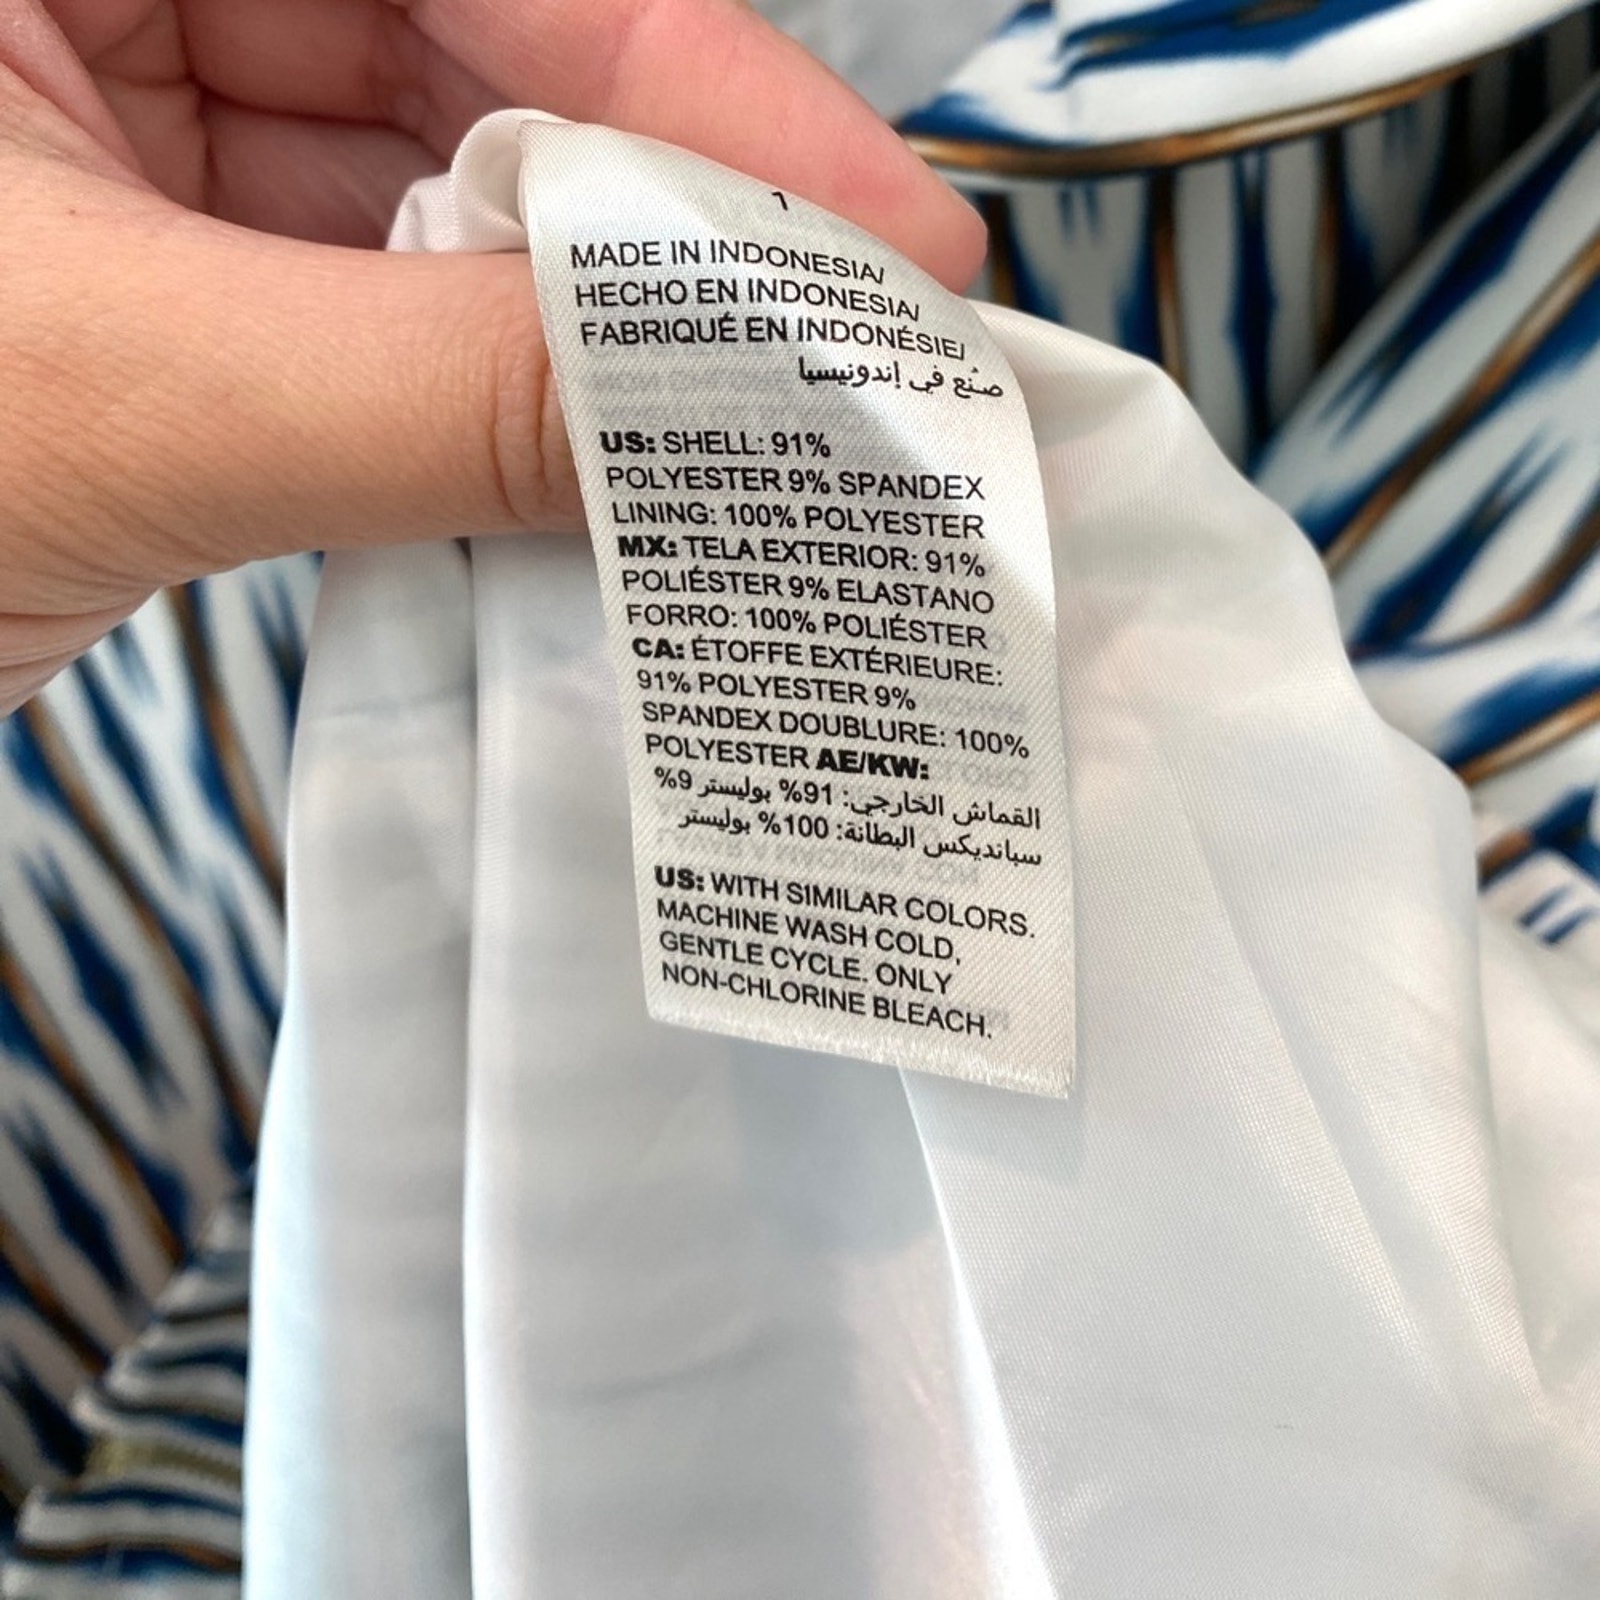 1
MADE IN INDONESIA/
HECHO EN INDONESIA/
FABRIQUÉ EN INDONÉSIE/
صُنع في إندونيسيا
US: SHELL: 91%
POLYESTER 9% SPANDEX
LINING: 100% POLYESTER
MX: TELA EXTERIOR: 91%
POLIÉSTER 9% ELASTANO
FORRO: 100% POLIÉSTER
CA: ÉTOFFE EXTÉRIEURE:
91% POLYESTER 9%
SPANDEX DOUBLURE: 100%
POLYESTER AE/KW:
القماش الخارجي: 91% بوليستر 9%
سبانديكس البطانة: 100% بوليستر
US: WITH SIMILAR COLORS.
MACHINE WASH COLD,
GENTLE CYCLE. ONLY
NON-CHLORINE BLEACH.